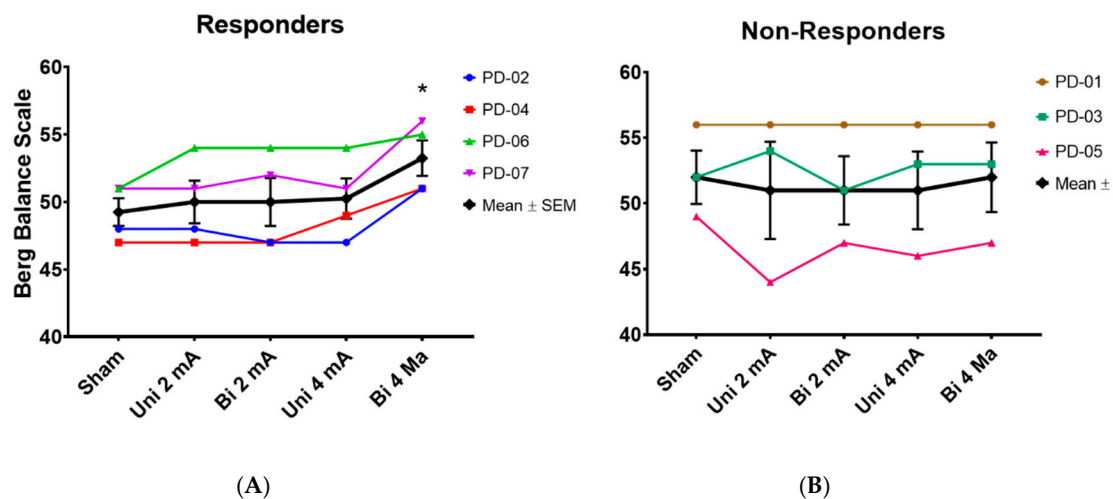 Responders
Berg Balance Scale
60
55
50
45
40
*
Sham
Uni 2 mA
Bi 2 mA
Uni 4 mA
Bi 4 Ma
PD-02
PD-04
PD-06
PD-07
Mean ± SEM
(A)
Non-Responders
60
55
50
45
40
Sham
Uni 2 mA
Bi 2 mA
Uni 4 mA
Bi 4 Ma
PD-01
PD-03
PD-05
Mean ±
(B)